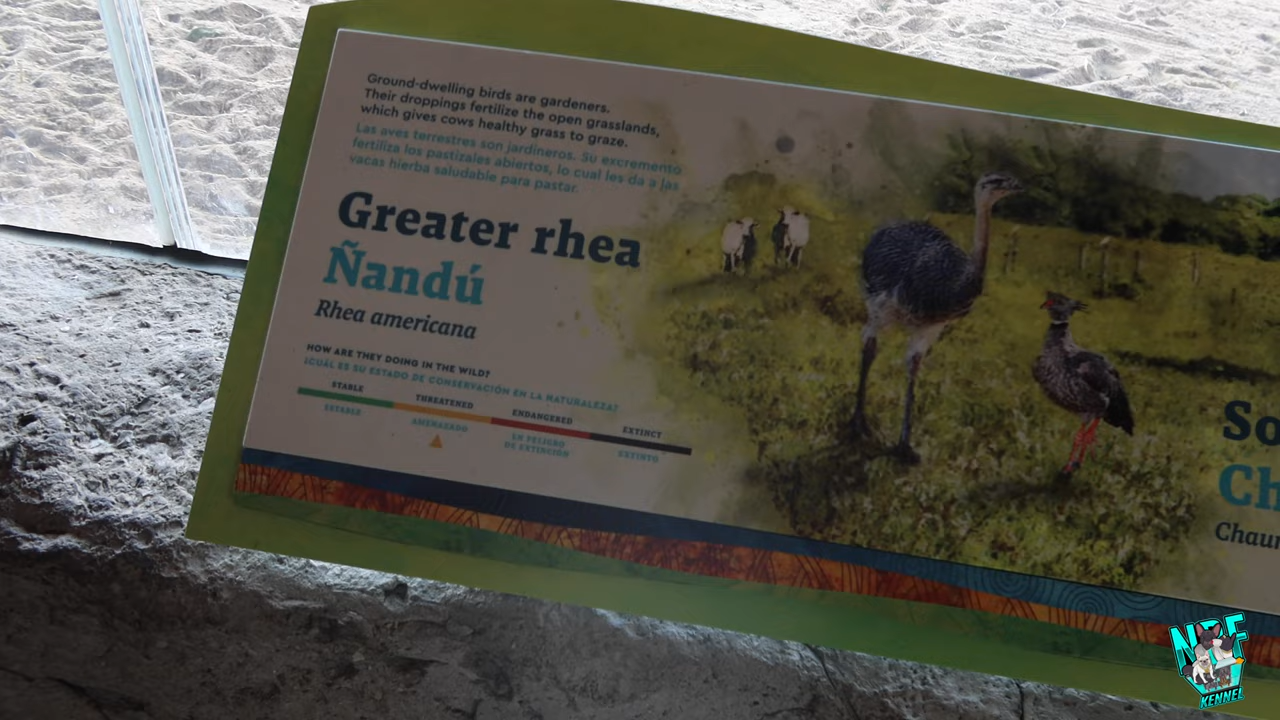 Ground-dwelling birds are gardeners.
Their droppings fertilize the open grasslands,
which gives cows healthy grass to graze.
Las aves terrestres son jardineros. Su excremento
fertiliza los pastizales abiertos, lo cual les da a las
vacas hierba saludable para pastar.
Greater rhea
Ñandú
Rhea americana
HOW ARE THEY DOING IN THE WILD?
¿CUÁL ES SU ESTADO DE CONSERVACIÓN EN LA NATURALEZA?
STABLE THREATENED ENDANGERED EXTINCT
ESTABLE AMENAZADO EN PELIGRO DE EXTINCIÓN EXTINTO
So
Ch
Chau
NBF
KENNEL